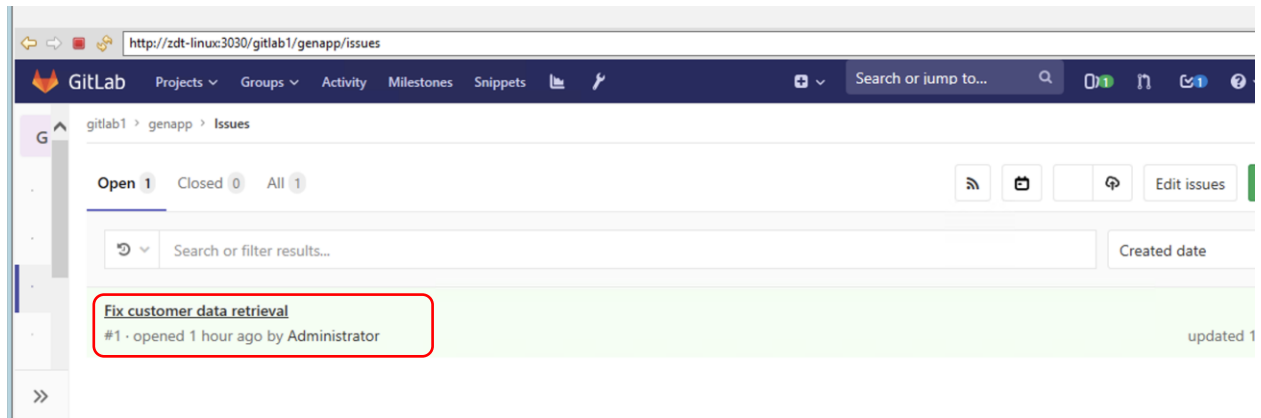 http://zdt-linux:3030/gitlab1/genapp/issues
GitLab Projects Groups Activity Milestones Snippets Search or jump to... 1 1
G gitlab1 > genapp > Issues
Open 1 Closed 0 All 1 Edit issues
Search or filter results... Created date
Fix customer data retrieval
#1 · opened 1 hour ago by Administrator updated 1